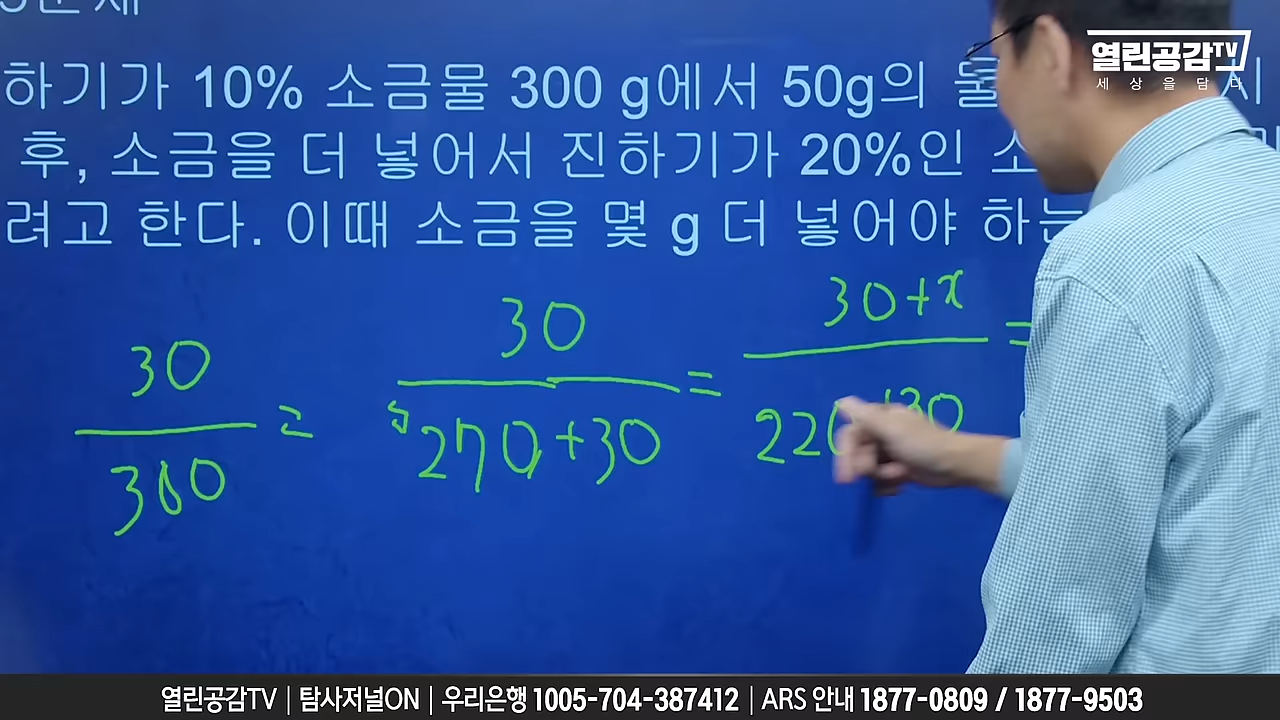 하기가 10% 소금물 300 g에서 50g의 물
후, 소금을 더 넣어서 진하기가 20%인
려고 한다. 이때 소금을 몇 g 더 넣어야
열린공감TV
세상을담다
30
300
=
30
270+30
=
30+x
220+30
=
열린공감TV | 탐사저널ON | 우리은행 1005-704-387412 | ARS 안내 1877-0809 / 1877-9503